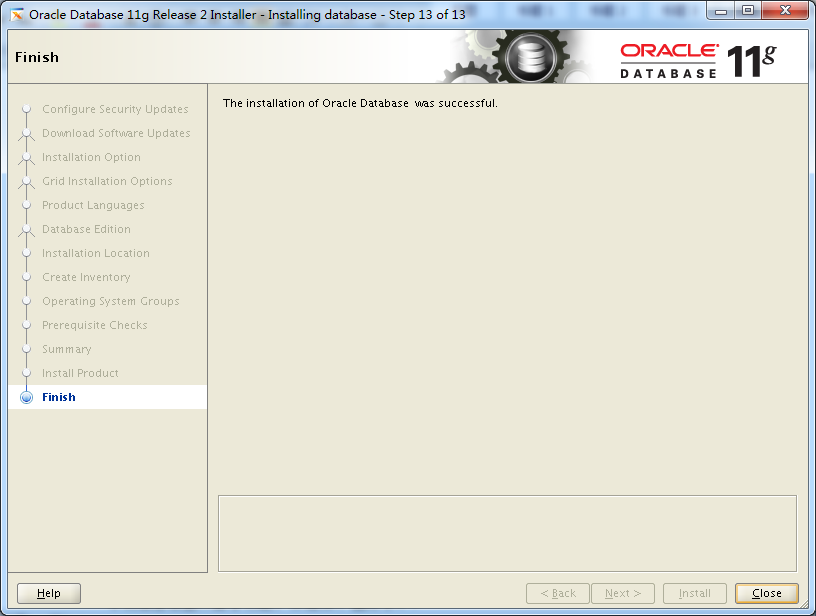 Oracle Database 11g Release 2 Installer - Installing database - Step 13 of 13
Finish
ORACLE
DATABASE
11g
Configure Security Updates
Download Software Updates
Installation Option
Grid Installation Options
Product Languages
Database Edition
Installation Location
Create Inventory
Operating System Groups
Prerequisite Checks
Summary
Install Product
Finish
The installation of Oracle Database was successful.
Help
< Back
Next >
Install
Close